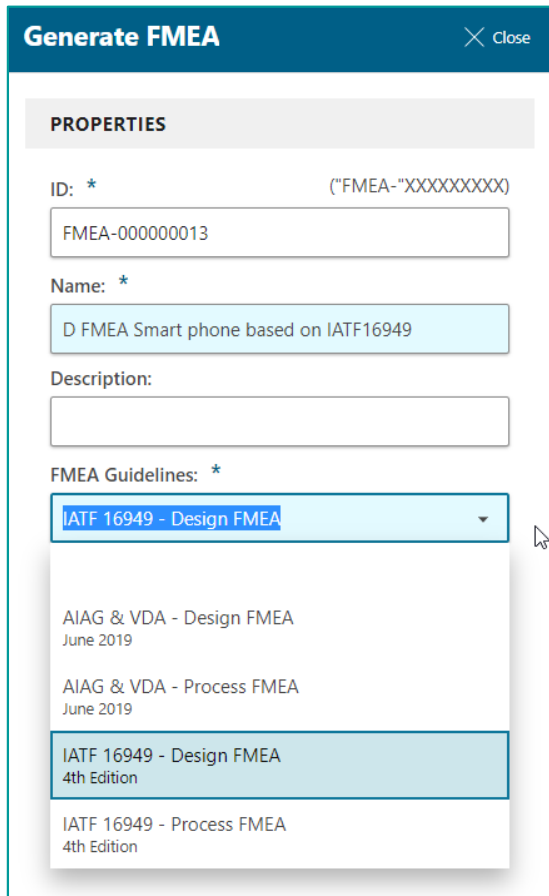 Generate FMEA
Close
PROPERTIES
ID: *
("FMEA-"XXXXXXXXX)
FMEA-000000013
Name: *
D FMEA Smart phone based on IATF16949
Description:
FMEA Guidelines: *
IATF 16949 - Design FMEA
AIAG & VDA - Design FMEA
June 2019
AIAG & VDA - Process FMEA
June 2019
IATF 16949 - Design FMEA
4th Edition
IATF 16949 - Process FMEA
4th Edition